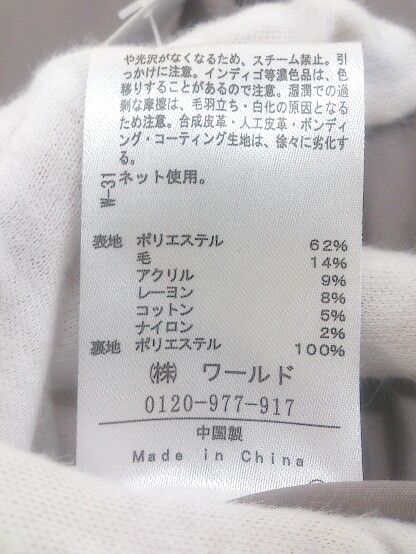 や光沢がなくなるため、スチーム禁止。引
っかけに注意。インディゴ等濃色品は、色
移りすることがあるので注意。湿潤での過
剰な摩擦は、毛羽立ち・白化の原因となる
ため注意。合成皮革・人工皮革・ボンディ
ング・コーティング生地は、徐々に劣化す
る。
ネット使用。
W-31
表地 ポリエステル 62%
毛 14%
アクリル 9%
レーヨン 8%
コットン 5%
ナイロン 2%
裏地 ポリエステル 100%
(株) ワールド
0120-977-917
中国製
Made in China